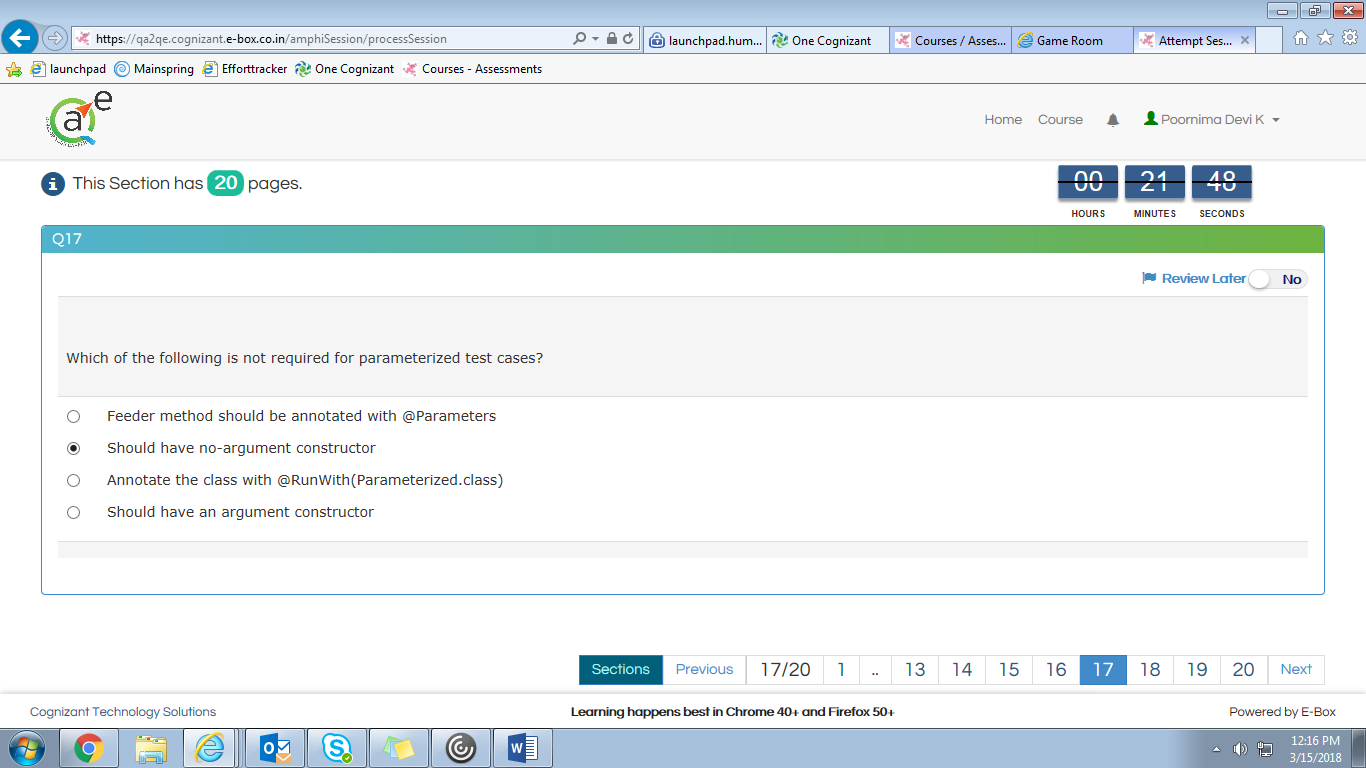 https://qa2qe.cognizant.e-box.co.in/amphiSession/processSession
launchpad.hum...
One Cognizant
Courses / Asses...
Game Room
Attempt Ses...
launchpad
Mainspring
Efforttracker
One Cognizant
Courses - Assessments
a e
Home
Course
Poornima Devi K
This Section has 20 pages.
00 21 48
HOURS MINUTES SECONDS
Q17
Review Later No
Which of the following is not required for parameterized test cases?
Feeder method should be annotated with @Parameters
Should have no-argument constructor
Annotate the class with @RunWith(Parameterized.class)
Should have an argument constructor
Sections Previous 17/20 1 .. 13 14 15 16 17 18 19 20 Next
Cognizant Technology Solutions
Learning happens best in Chrome 40+ and Firefox 50+
Powered by E-Box
12:16 PM
3/15/2018